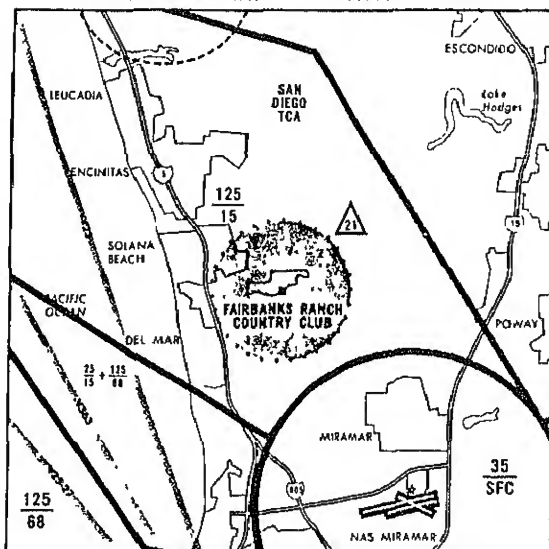 ESCONDIDO
Lake
Hodges
LEUCADIA
SAN
DIEGO
TCA
ENCINITAS
5
125
15
21
15
SOLANA
BEACH
PACIFIC
OCEAN
FAIRBANKS RANCH
COUNTRY CLUB
POWAY
DEL MAR
MIRAMAR
805
35
SFC
125
68
NAS MIRAMAR